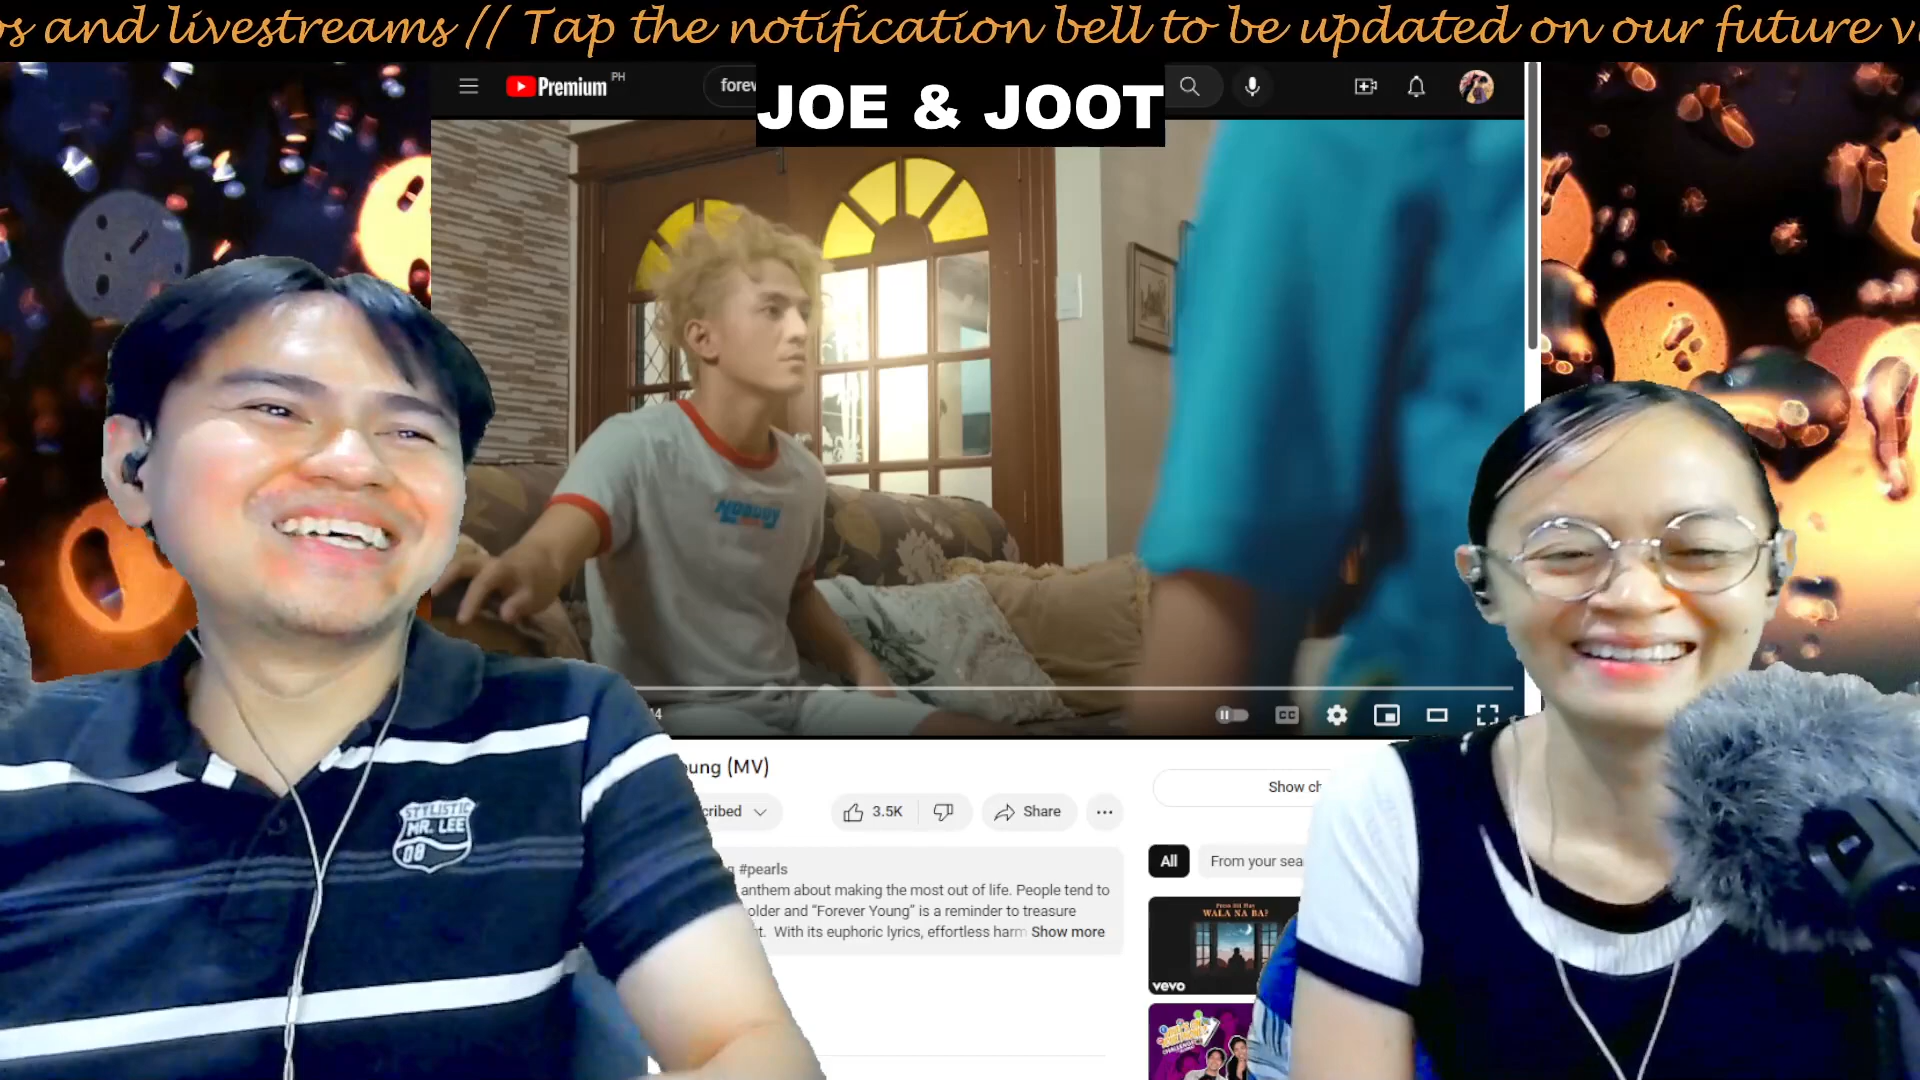 and livestreams // Tap the notification bell to be updated on our future
Premium PH
forev
JOE & JOOT
NOBODY
CC
ung (MV)
cribed
3.5K
Share
Show ch
#pearls
anthem about making the most out of life. People tend to
older and “Forever Young” is a reminder to treasure
t. With its euphoric lyrics, effortless harm Show more
All
From your sea
WALA NA BA?
vevo
CHALLENGE
STYLISTIC
MR. LEE
08